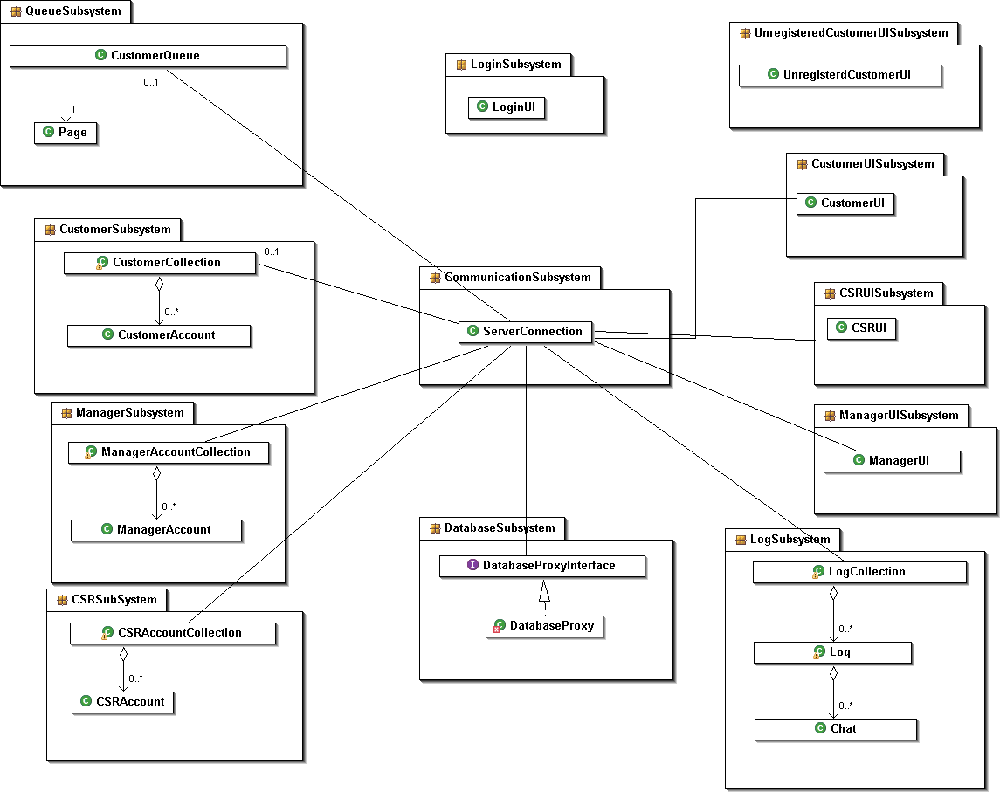 QueueSubsystem
CustomerQueue
0..1
1
Page
LoginSubsystem
LoginUI
UnregisteredCustomerUISubsystem
UnregisterdCustomerUI
CustomerUISubsystem
CustomerUI
CustomerSubsystem
CustomerCollection
0..1
0..*
CustomerAccount
CommunicationSubsystem
ServerConnection
CSRUISubsystem
CSRUI
ManagerSubsystem
ManagerAccountCollection
0..*
ManagerAccount
ManagerUISubsystem
ManagerUI
DatabaseSubsystem
DatabaseProxyInterface
DatabaseProxy
LogSubsystem
LogCollection
0..*
Log
0..*
Chat
CSRSubSystem
CSRAccountCollection
0..*
CSRAccount